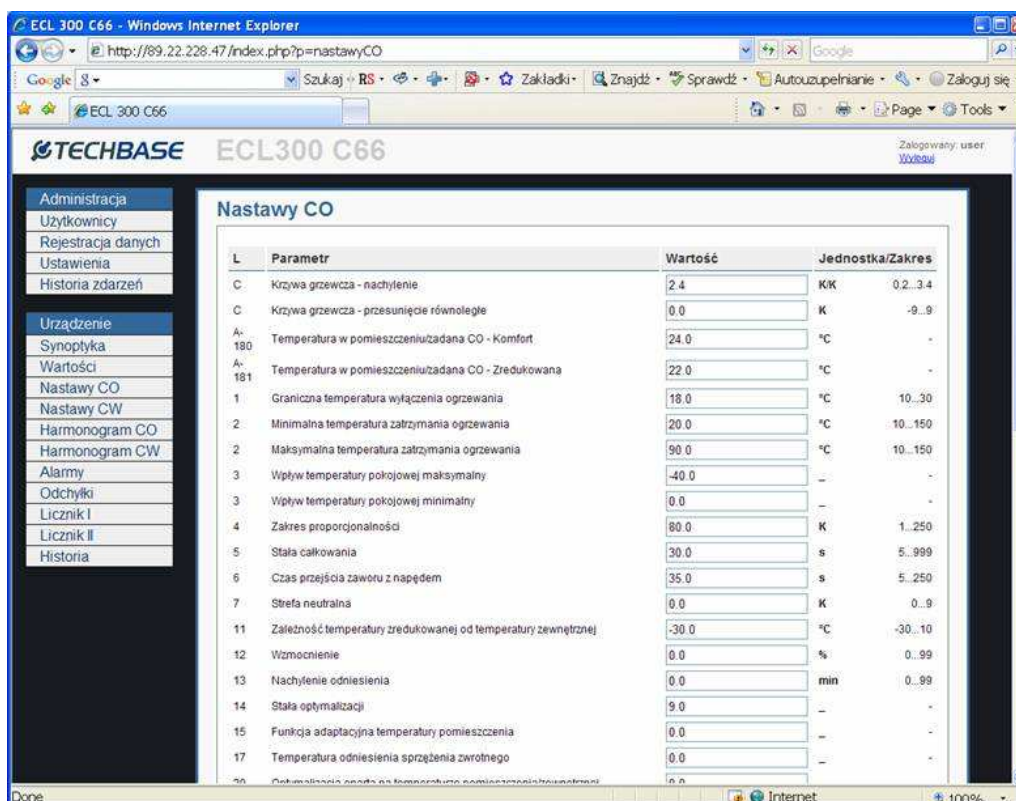 ECL 300 C66 - Windows Internet Explorer
http://89.22.228.47/index.php?p=nastawyCO
Google
Google Szukaj RS Zakładki Znajdź Sprawdź Autouzupełnianie Zaloguj się
ECL 300 C66 Page Tools
TECHBASE ECL300 C66 Zalogowany: user
Wyloguj
Administracja
Użytkownicy
Rejestracja danych
Ustawienia
Historia zdarzeń
Urządzenie
Synoptyka
Wartości
Nastawy CO
Nastawy CW
Harmonogram CO
Harmonogram CW
Alarmy
Odchyłki
Licznik I
Licznik II
Historia
Nastawy CO
L Parametr Wartość Jednostka/Zakres
C Krzywa grzewcza - nachylenie 2.4 K/K 0.2...3.4
C Krzywa grzewcza - przesunięcie równoległe 0.0 K -9...9
A-180 Temperatura w pomieszczeniu/zadana CO - Komfort 24.0 °C -
A-181 Temperatura w pomieszczeniu/zadana CO - Zredukowana 22.0 °C -
1 Graniczna temperatura wyłączenia ogrzewania 18.0 °C 10...30
2 Minimalna temperatura zatrzymania ogrzewania 20.0 °C 10...150
2 Maksymalna temperatura zatrzymania ogrzewania 90.0 °C 10...150
3 Wpływ temperatury pokojowej maksymalny -40.0 _ -
3 Wpływ temperatury pokojowej minimalny 0.0 _ -
4 Zakres proporcjonalności 80.0 K 1...250
5 Stała całkowania 30.0 s 5...999
6 Czas przejścia zaworu z napędem 35.0 s 5...250
7 Strefa neutralna 0.0 K 0...9
11 Zależność temperatury zredukowanej od temperatury zewnętrznej -30.0 °C -30...10
12 Wzmocnienie 0.0 % 0...99
13 Nachylenie odniesienia 0.0 min 0...99
14 Stała optymalizacji 9.0 _ -
15 Funkcja adaptacyjna temperatury pomieszczenia 0.0 _ -
17 Temperatura odniesienia sprzężenia zwrotnego 0.0 _ -
20 Optymalizacja oparta na temperaturze pomieszczenia/zewnętrznej 0.0
Done Internet 100%